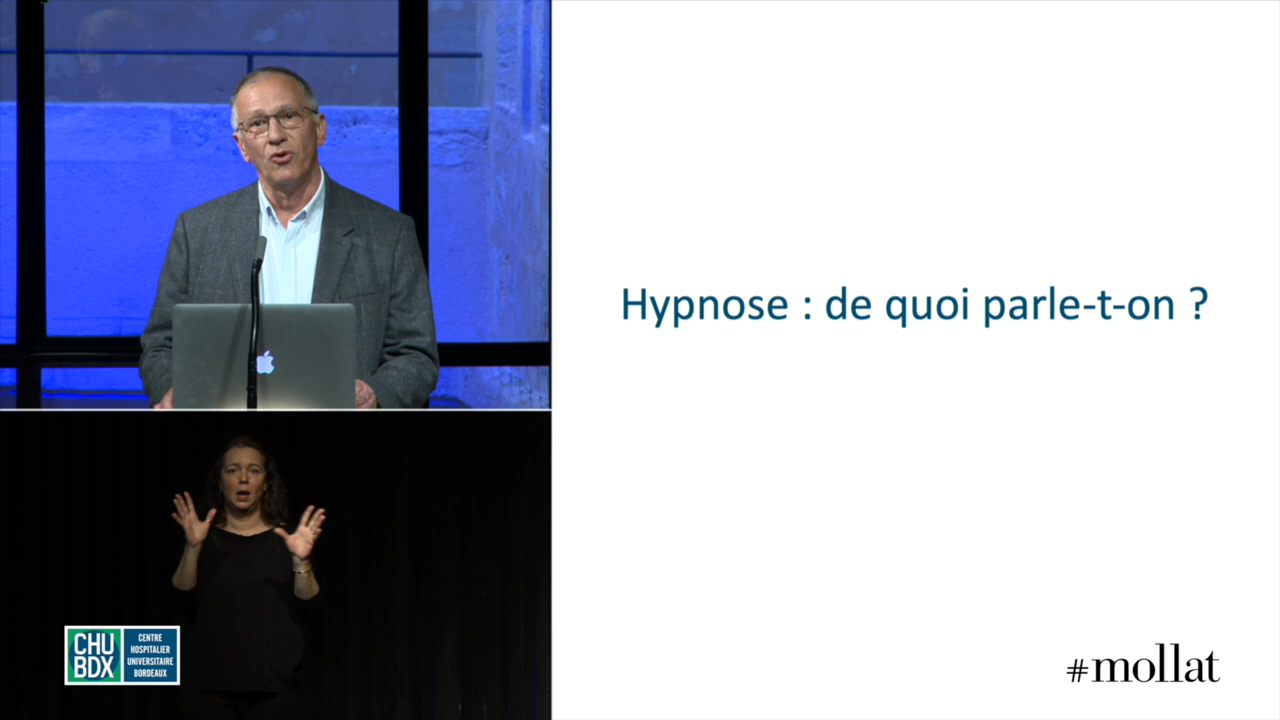 Hypnose : de quoi parle-t-on ?
CHU
BDX
CENTRE
HOSPITALIER
UNIVERSITAIRE
BORDEAUX
#mollat